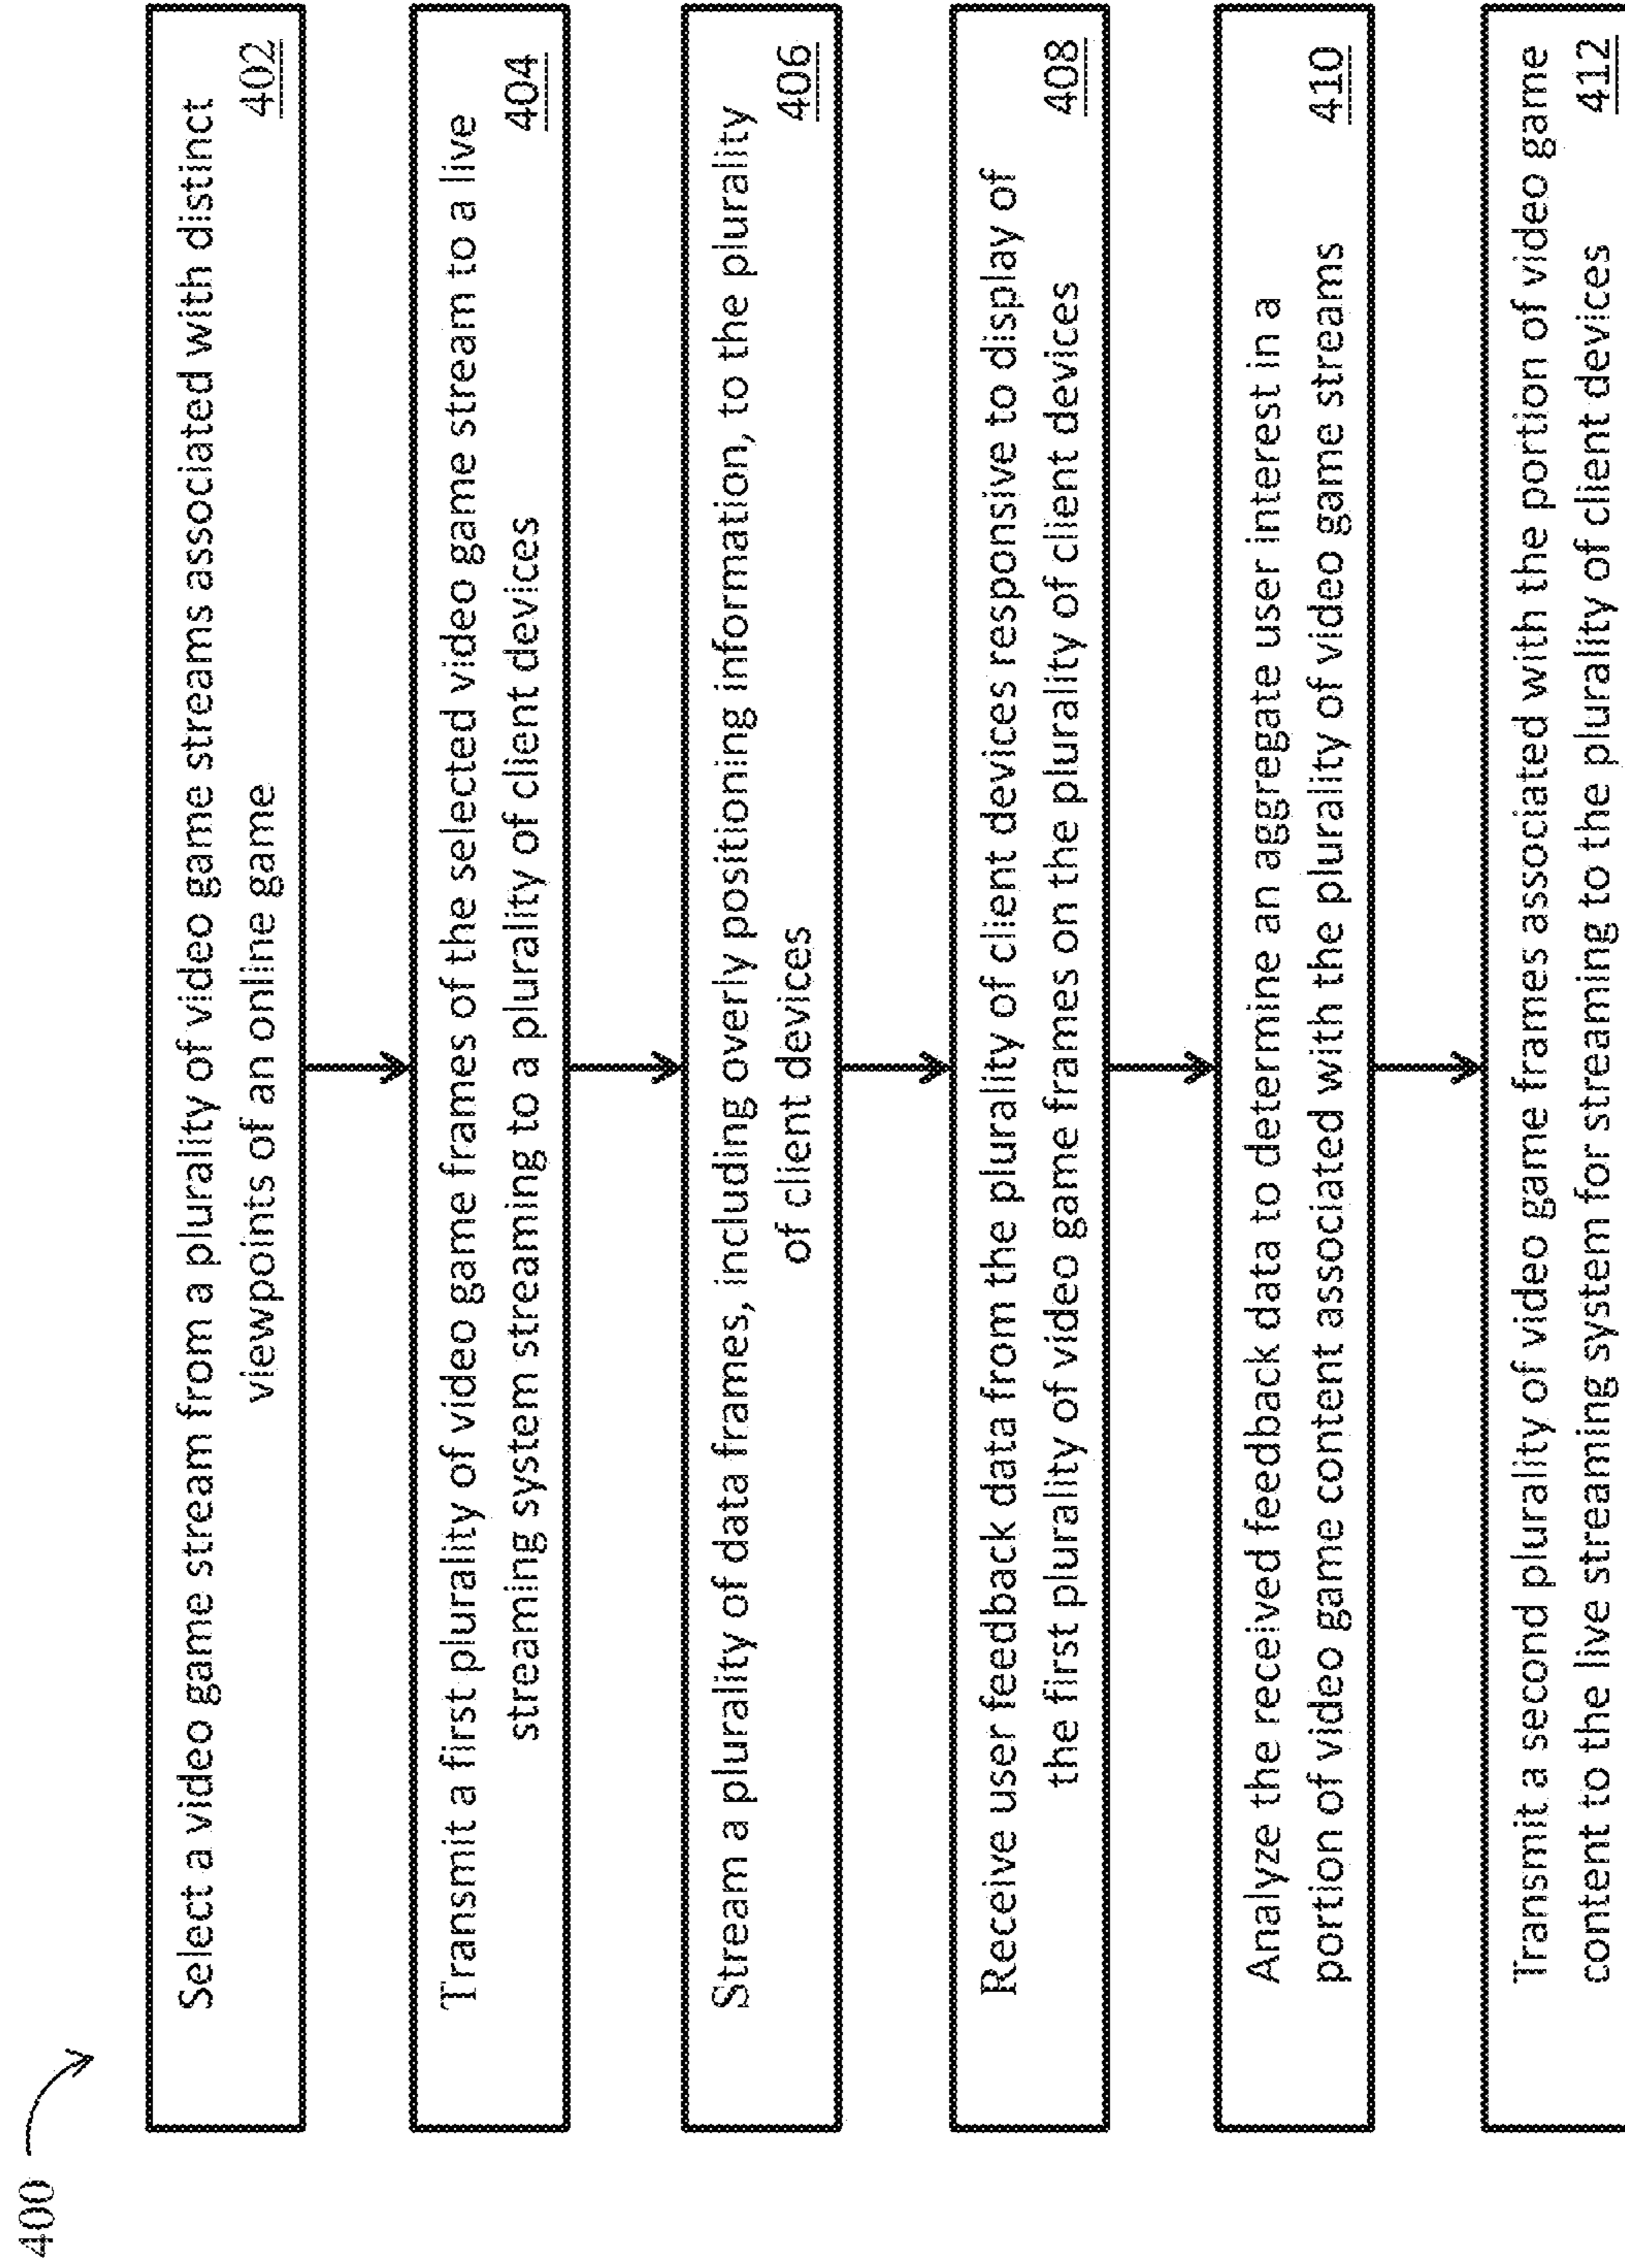 400
Select a video game stream from a plurality of video game streams associated with distinct
viewpoints of an online game
402
Transmit a first plurality of video game frames of the selected video game stream to a live
streaming system streaming to a plurality of client devices
404
Stream a plurality of data frames, including overly positioning information, to the plurality
of client devices
406
Receive user feedback data from the plurality of client devices responsive to display of
the first plurality of video game frames on the plurality of client devices
408
Analyze the received feedback data to determine an aggregate user interest in a
portion of video game content associated with the plurality of video game streams
410
Transmit a second plurality of video game frames associated with the portion of video game
content to the live streaming system for streaming to the plurality of client devices
412